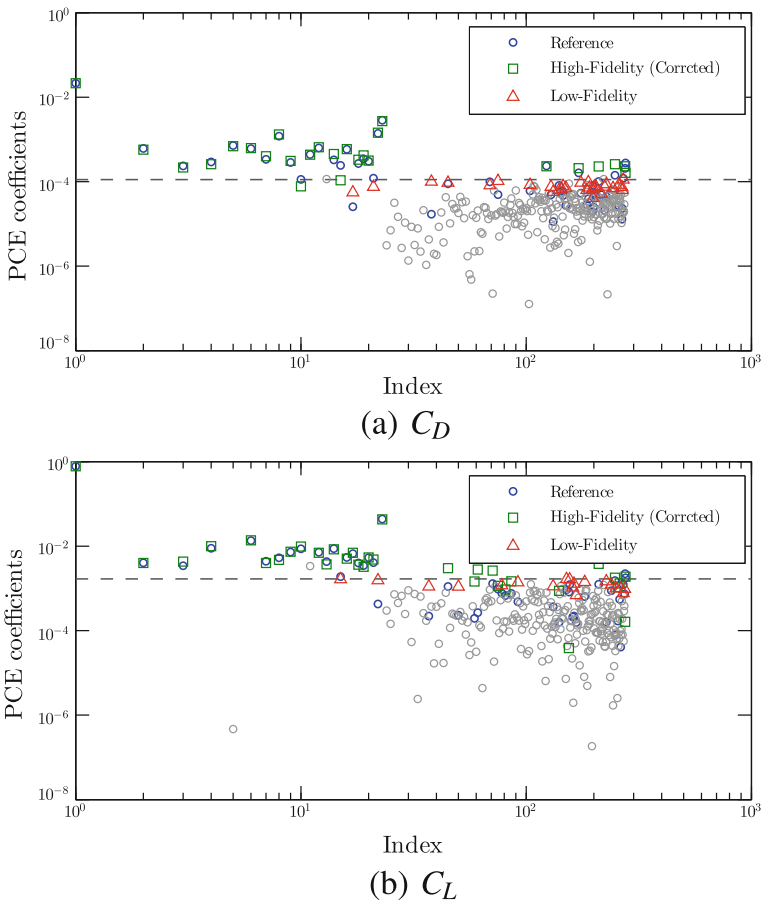 10^0
Reference
High-Fidelity (Corrcted)
10^-2
Low-Fidelity
PCE coefficients
10^-4
10^-6
10^-8
10^0 10^1 10^2 10^3
Index
(a) C_D
10^0
Reference
High-Fidelity (Corrcted)
10^-2
Low-Fidelity
PCE coefficients
10^-4
10^-6
10^-8
10^0 10^1 10^2 10^3
Index
(b) C_L